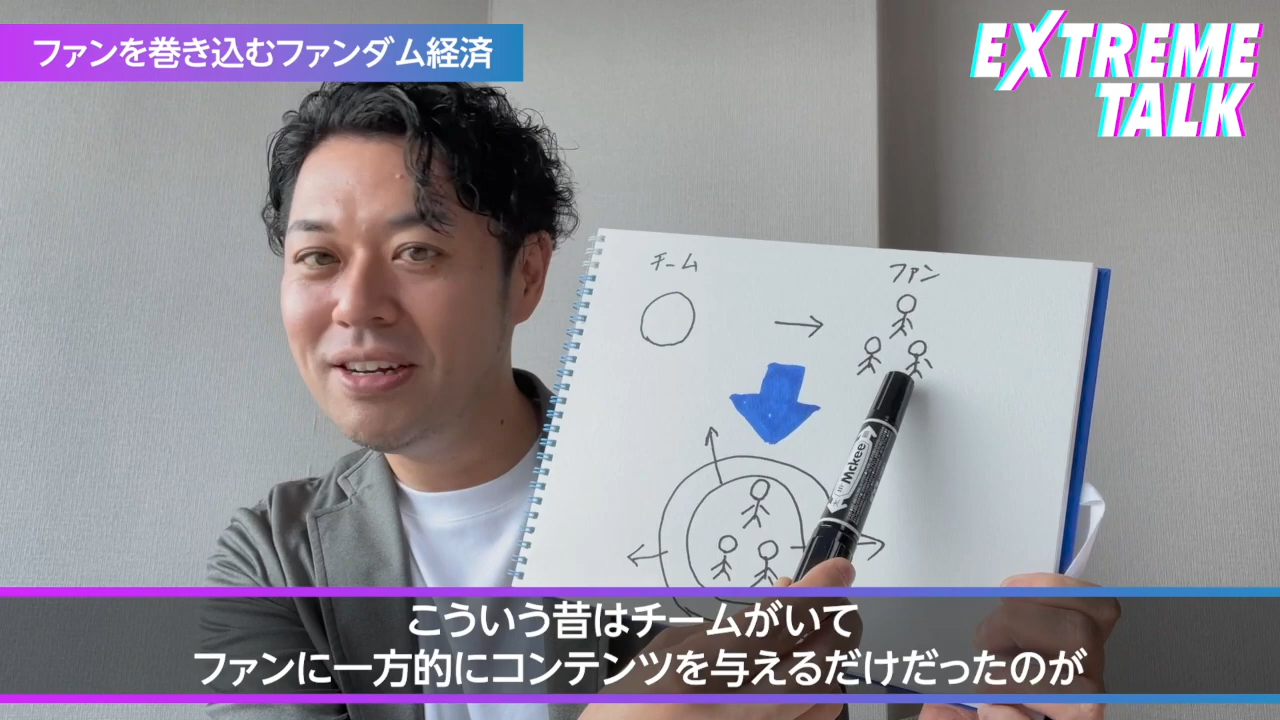 ファンを巻き込むファンダム経済
EXTREME
TALK
チーム
ファン
Mckee
こういう昔はチームがいて
ファンに一方的にコンテンツを与えるだけだったのが